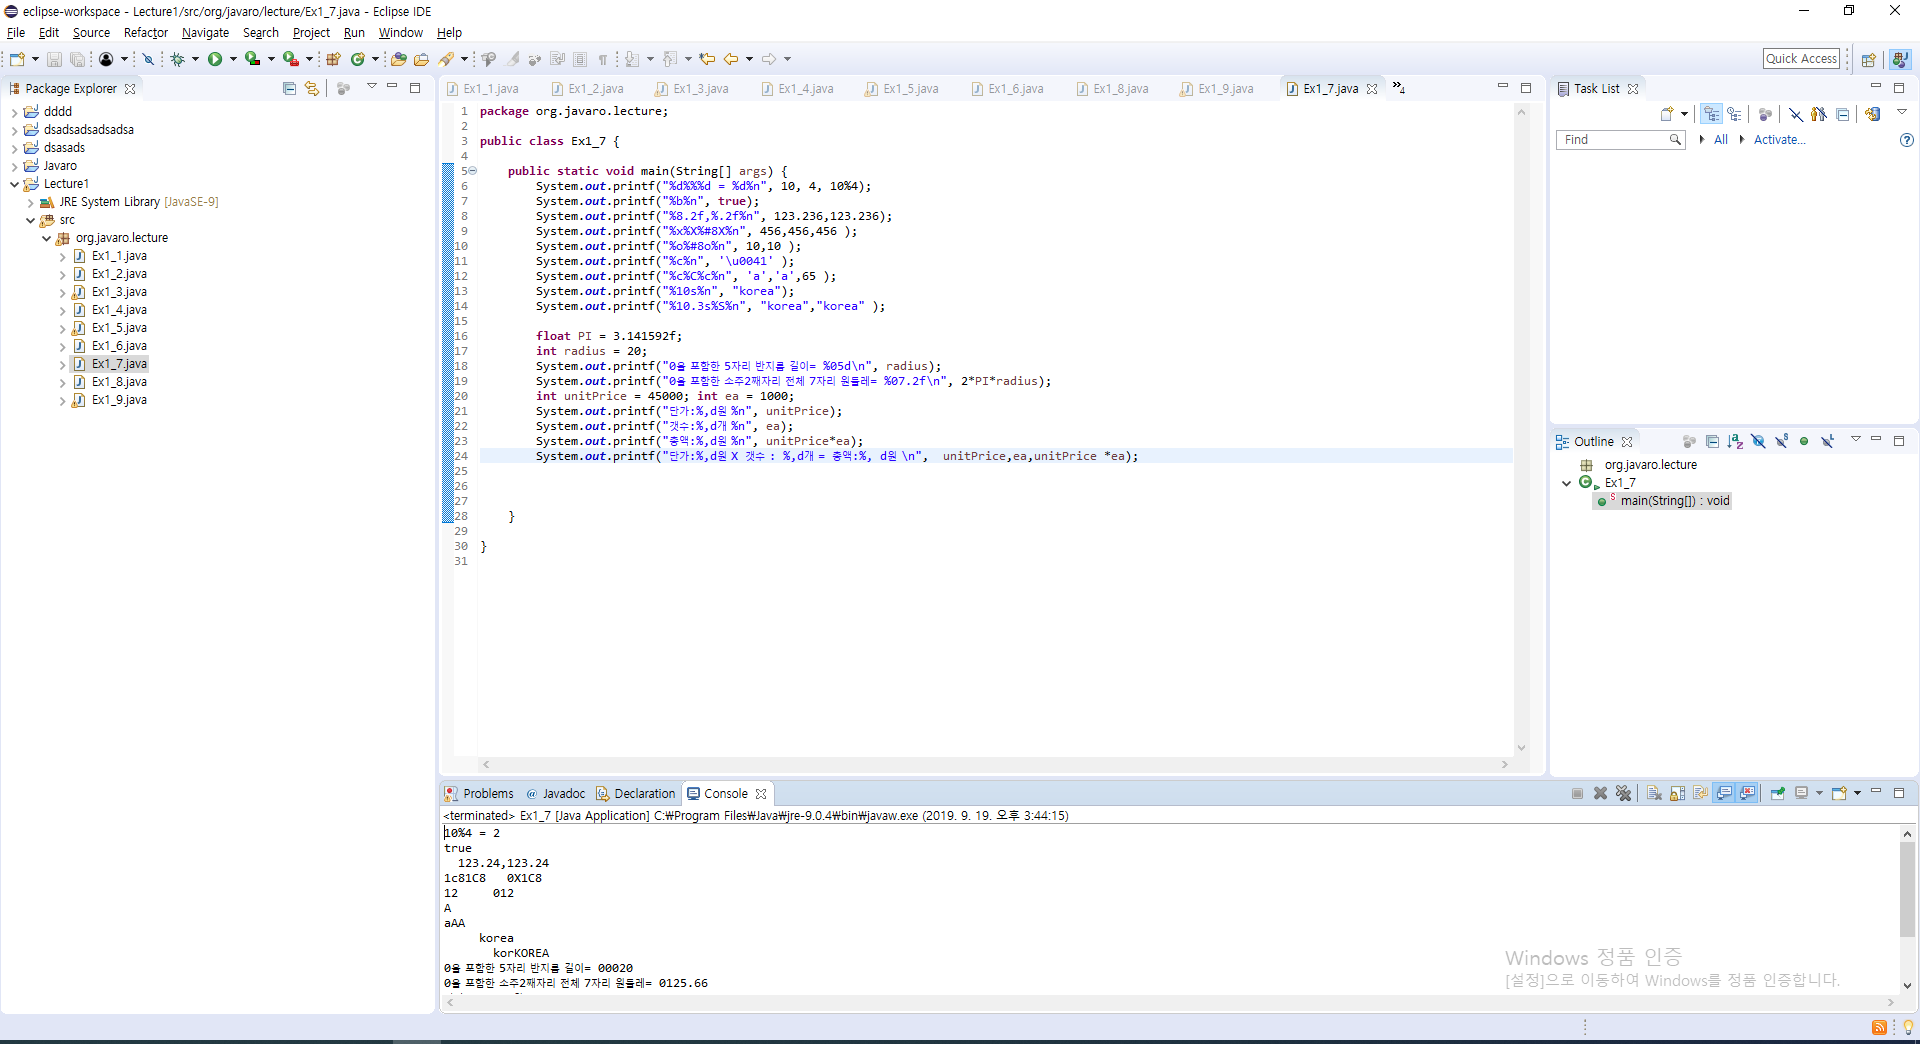 eclipse-workspace - Lecture1/src/org/javaro/lecture/Ex1_7.java - Eclipse IDE
File Edit Source Refactor Navigate Search Project Run Window Help
Quick Access
Package Explorer
dddd
dsadsadsadsadsa
dsasads
Javaro
Lecture1
JRE System Library [JavaSE-9]
src
org.javaro.lecture
Ex1_1.java
Ex1_2.java
Ex1_3.java
Ex1_4.java
Ex1_5.java
Ex1_6.java
Ex1_7.java
Ex1_8.java
Ex1_9.java
Ex1_1.java Ex1_2.java Ex1_3.java Ex1_4.java Ex1_5.java Ex1_6.java Ex1_8.java Ex1_9.java Ex1_7.java »4
1 package org.javaro.lecture;
2
3 public class Ex1_7 {
4
5 public static void main(String[] args) {
6 System.out.printf("%d%%%d = %d%n", 10, 4, 10%4);
7 System.out.printf("%b%n", true);
8 System.out.printf("%8.2f,%.2f%n", 123.236,123.236);
9 System.out.printf("%x%X%#8X%n", 456,456,456 );
10 System.out.printf("%o%#8o%n", 10,10 );
11 System.out.printf("%c%n", '\u0041' );
12 System.out.printf("%c%C%c%n", 'a','a',65 );
13 System.out.printf("%10s%n", "korea");
14 System.out.printf("%10.3s%S%n", "korea","korea" );
15
16 float PI = 3.141592f;
17 int radius = 20;
18 System.out.printf("0을 포함한 5자리 반지름 길이= %05d\n", radius);
19 System.out.printf("0을 포함한 소주2째자리 전체 7자리 원둘레= %07.2f\n", 2*PI*radius);
20 int unitPrice = 45000; int ea = 1000;
21 System.out.printf("단가:%,d원 %n", unitPrice);
22 System.out.printf("갯수:%,d개 %n", ea);
23 System.out.printf("총액:%,d원 %n", unitPrice*ea);
24 System.out.printf("단가:%,d원 X 갯수 : %,d개 = 총액:%, d원 \n", unitPrice,ea,unitPrice *ea);
25
26
27
28 }
29
30 }
31
Task List
Find All Activate...
Outline
org.javaro.lecture
Ex1_7
main(String[]) : void
Problems @ Javadoc Declaration Console
<terminated> Ex1_7 [Java Application] C:₩Program Files₩Java₩jre-9.0.4₩bin₩javaw.exe (2019. 9. 19. 오후 3:44:15)
10%4 = 2
true
123.24,123.24
1c81C8 0X1C8
12 012
A
aAA
korea
korKOREA
0을 포함한 5자리 반지름 길이= 00020
0을 포함한 소주2째자리 전체 7자리 원둘레= 0125.66
Windows 정품 인증
[설정]으로 이동하여 Windows를 정품 인증합니다.